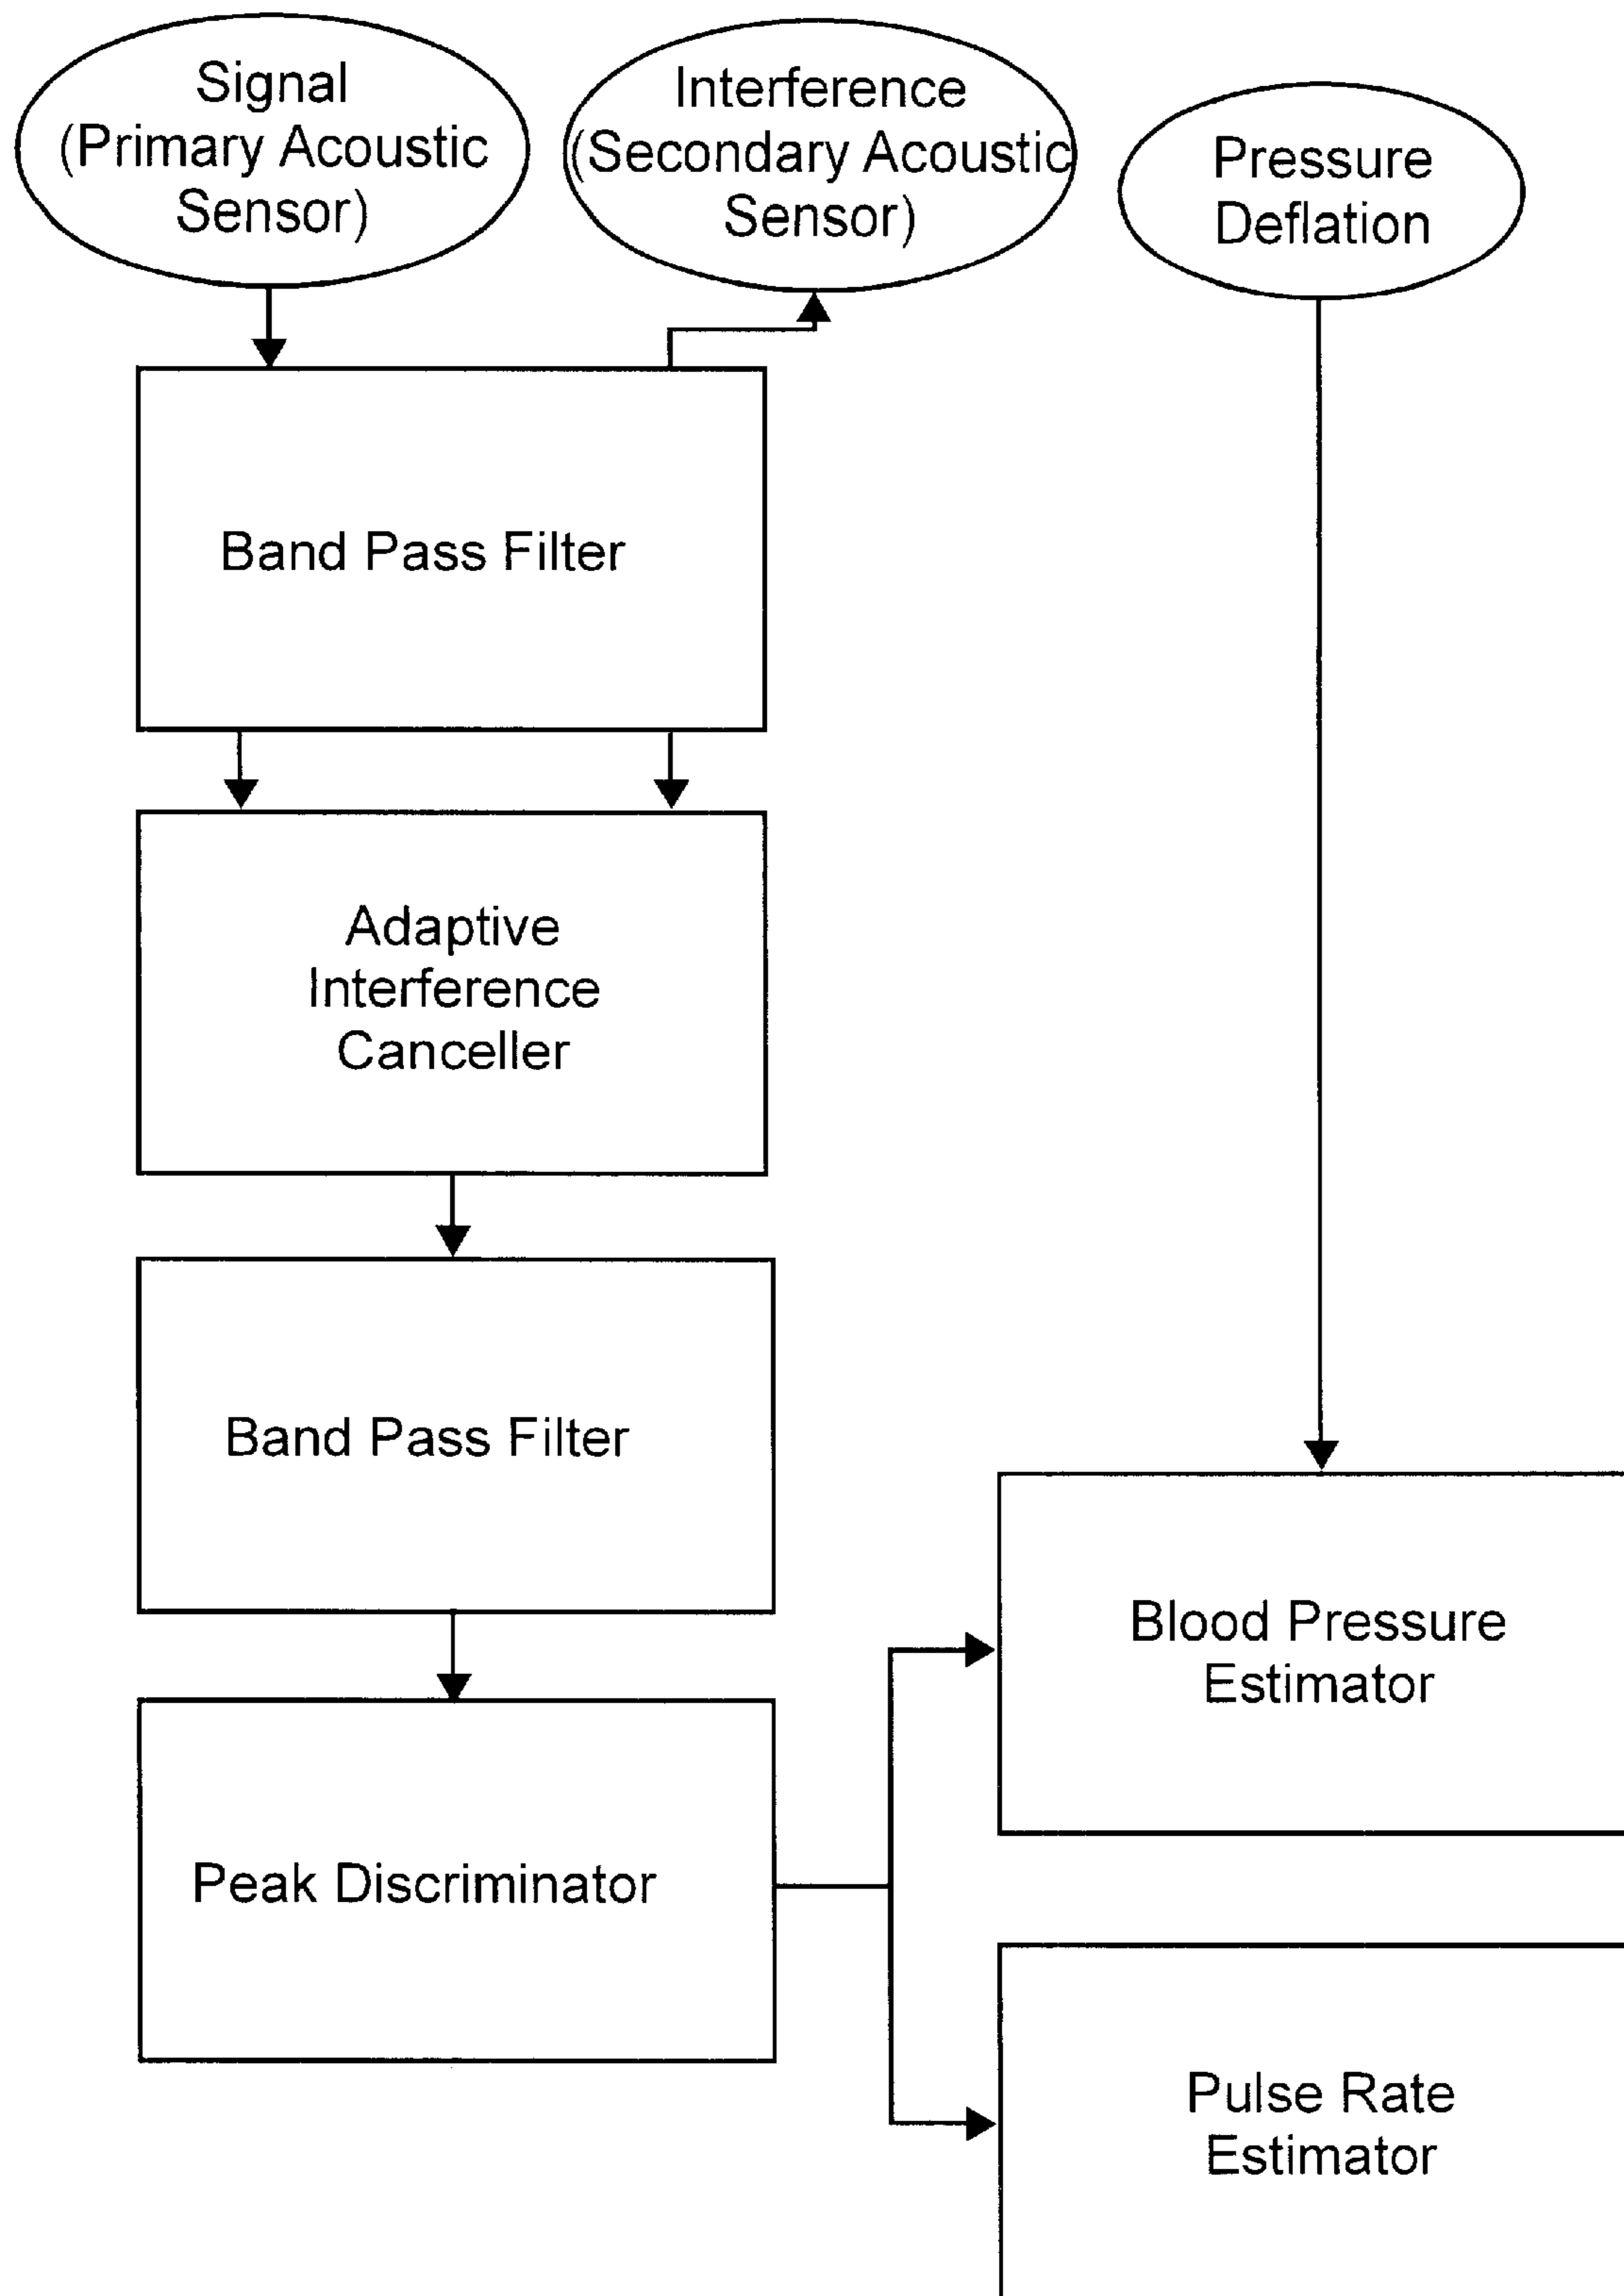 Signal
(Primary Acoustic
Sensor)
Interference
(Secondary Acoustic
Sensor)
Pressure
Deflation
Band Pass Filter
Adaptive
Interference
Canceller
Band Pass Filter
Blood Pressure
Estimator
Peak Discriminator
Pulse Rate
Estimator